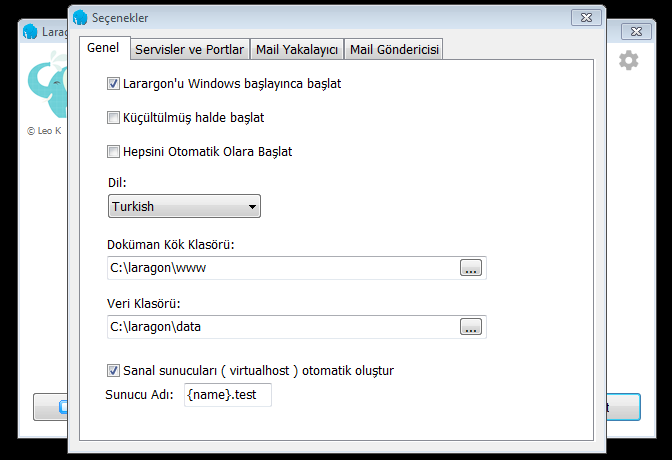 Seçenekler
Genel
Servisler ve Portlar
Mail Yakalayıcı
Mail Göndericisi
© Leo K
Larargon'u Windows başlayınca başlat
Küçültülmüş halde başlat
Hepsini Otomatik Olara Başlat
Dil:
Turkish
Doküman Kök Klasörü:
C:\laragon\www
...
Veri Klasörü:
C:\laragon\data
...
Sanal sunucuları ( virtualhost ) otomatik oluştur
Sunucu Adı: {name}.test